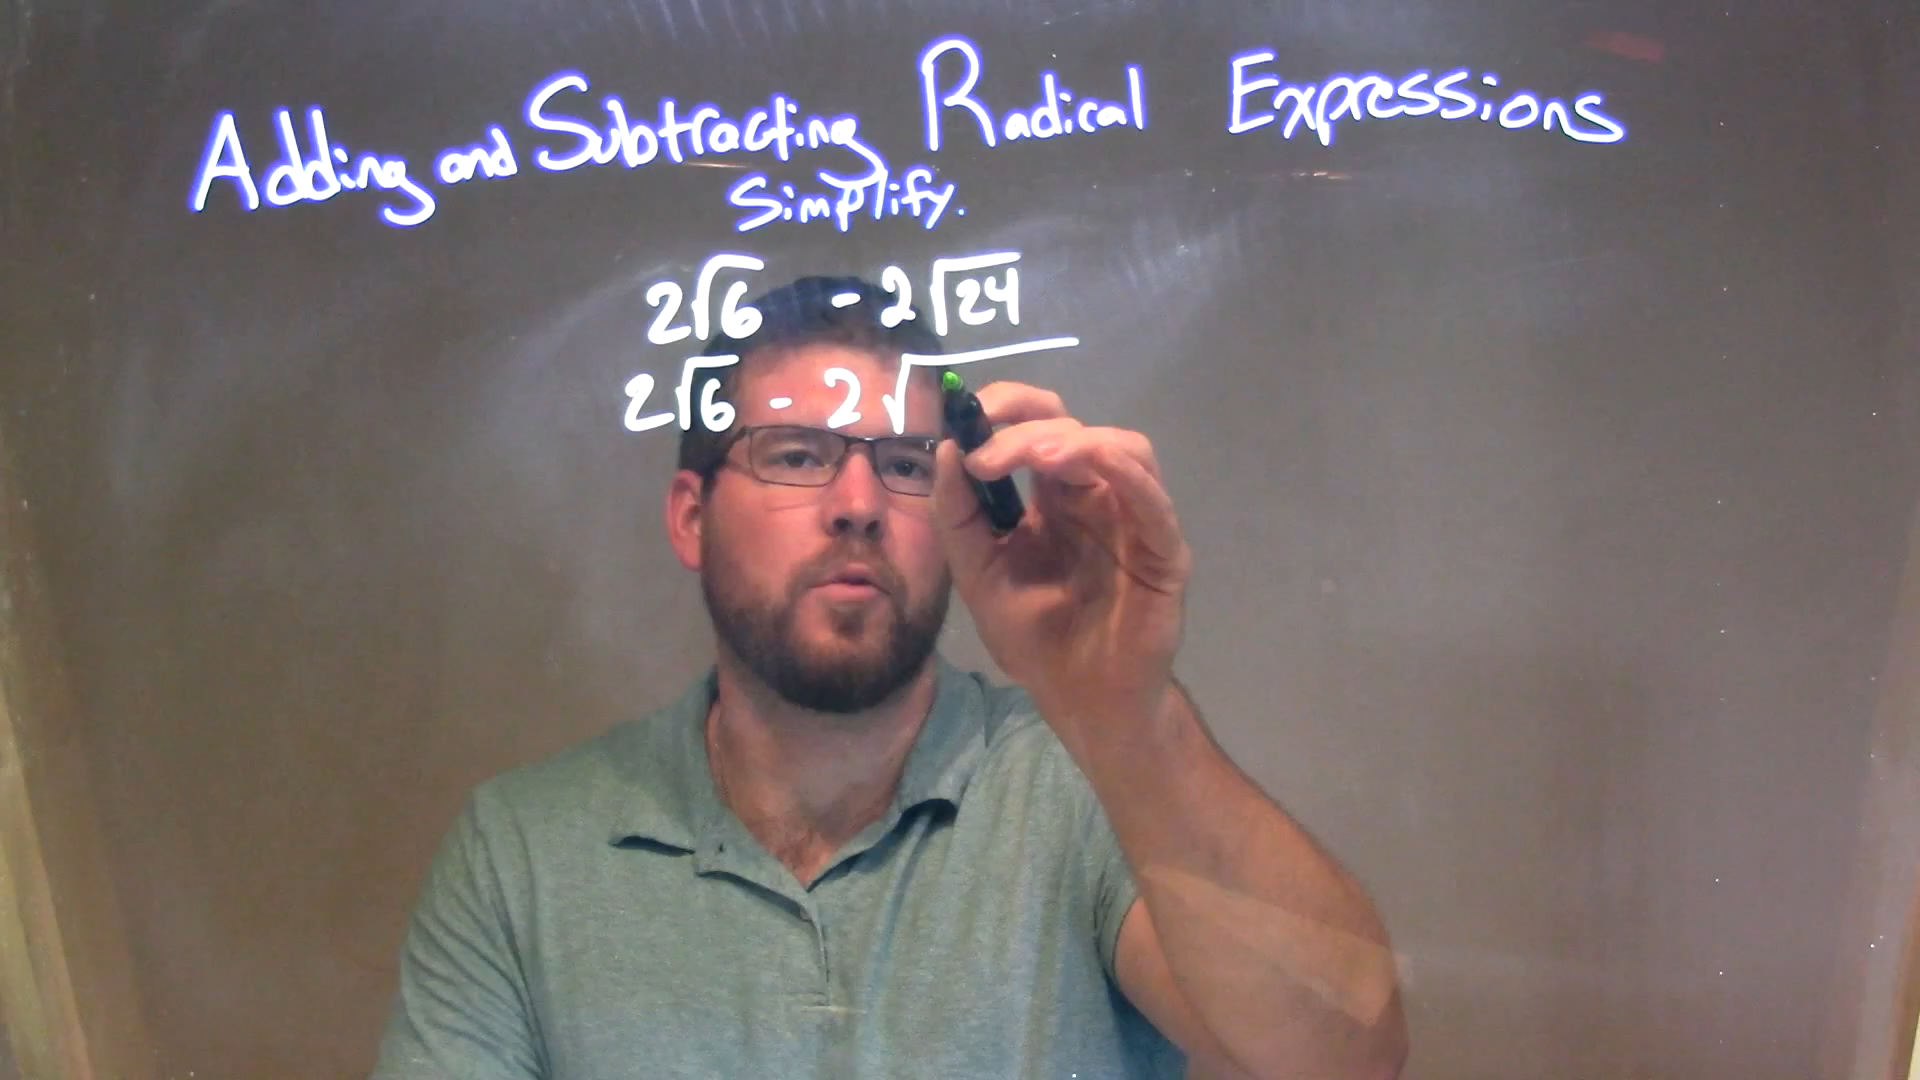 Adding and Subtracting Radical Expressions
Simplify.
2√6 - 2√24
2√6 - 2√